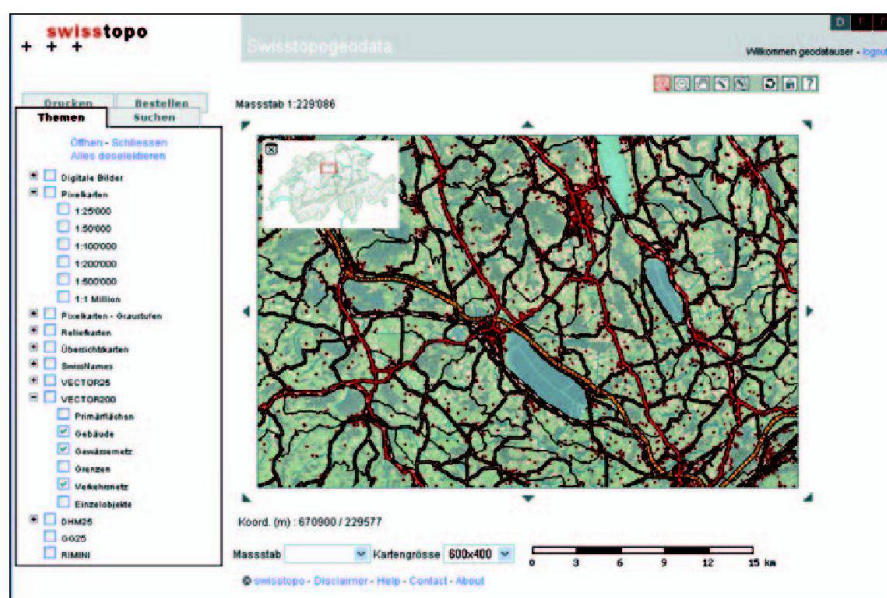 swisstopo
Swisstopogeodata
D
Willkommen geodatauser - logout
Drucken Bestellen
Themen Suchen
Öffnen - Schliessen
Alles deselektieren
Digitale Bilder
Pixelkarten
1:25'000
1:50'000
1:100'000
1:200'000
1:500'000
1:1 Million
Pixelkarten - Graustufen
Reliefkarten
Übersichtskarten
SwissNames
VECTOR25
VECTOR200
Primärflächen
Gebäude
Gewässernetz
Grenzen
Verkehrsnetz
Einzelobjekte
DHM25
GG25
RIMINI
Massstab 1:229'086
Koord. (m) : 670900 / 229577
Massstab Kartengrösse 600x400
0 3 6 9 12 15 km
© swisstopo - Disclaimer - Help - Contact - About